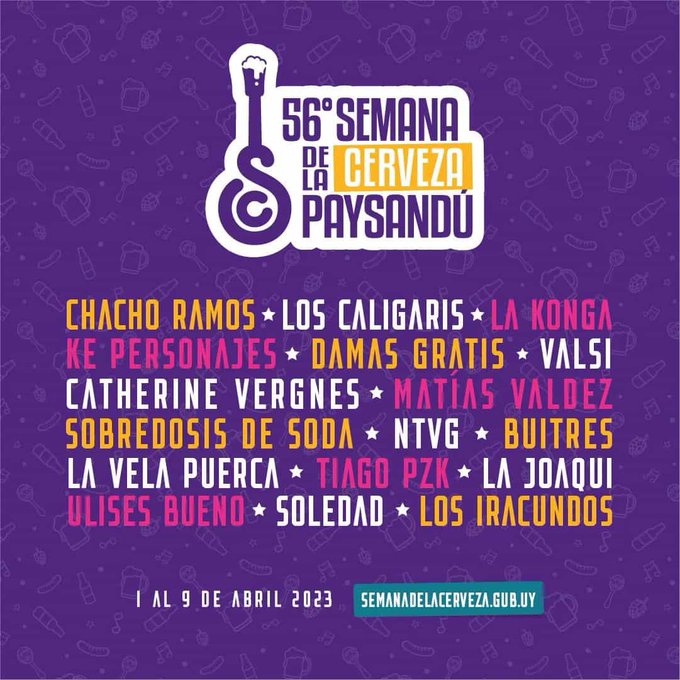 56º SEMANA
DE LA CERVEZA
PAYSANDÚ
CHACHO RAMOS ★ LOS CALIGARIS ★ LA KONGA
KE PERSONAJES ★ DAMAS GRATIS ★ VALSI
CATHERINE VERGNES ★ MATÍAS VALDEZ
SOBREDOSIS DE SODA ★ NTVG ★ BUITRES
LA VELA PUERCA ★ TIAGO PZK ★ LA JOAQUI
ULISES BUENO ★ SOLEDAD ★ LOS IRACUNDOS
1 AL 9 DE ABRIL 2023 SEMANADELACERVEZA.GUB.UY